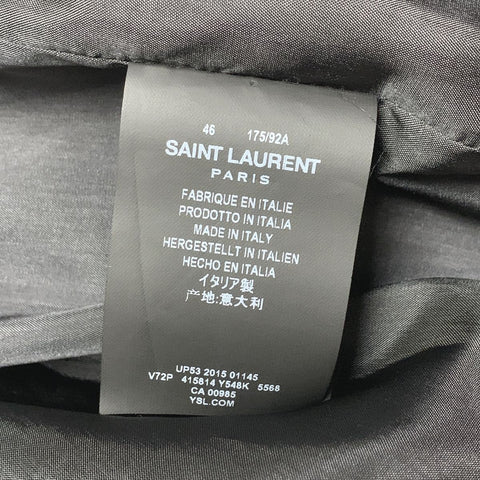 46 175/92A
SAINT LAURENT
PARIS
FABRIQUE EN ITALIE
PRODOTTO IN ITALIA
MADE IN ITALY
HERGESTELLT IN ITALIEN
HECHO EN ITALIA
イタリア製
产地:意大利
UP53 2015 01145
V72P 415814 Y548K 5568
CA 00985
YSL.COM